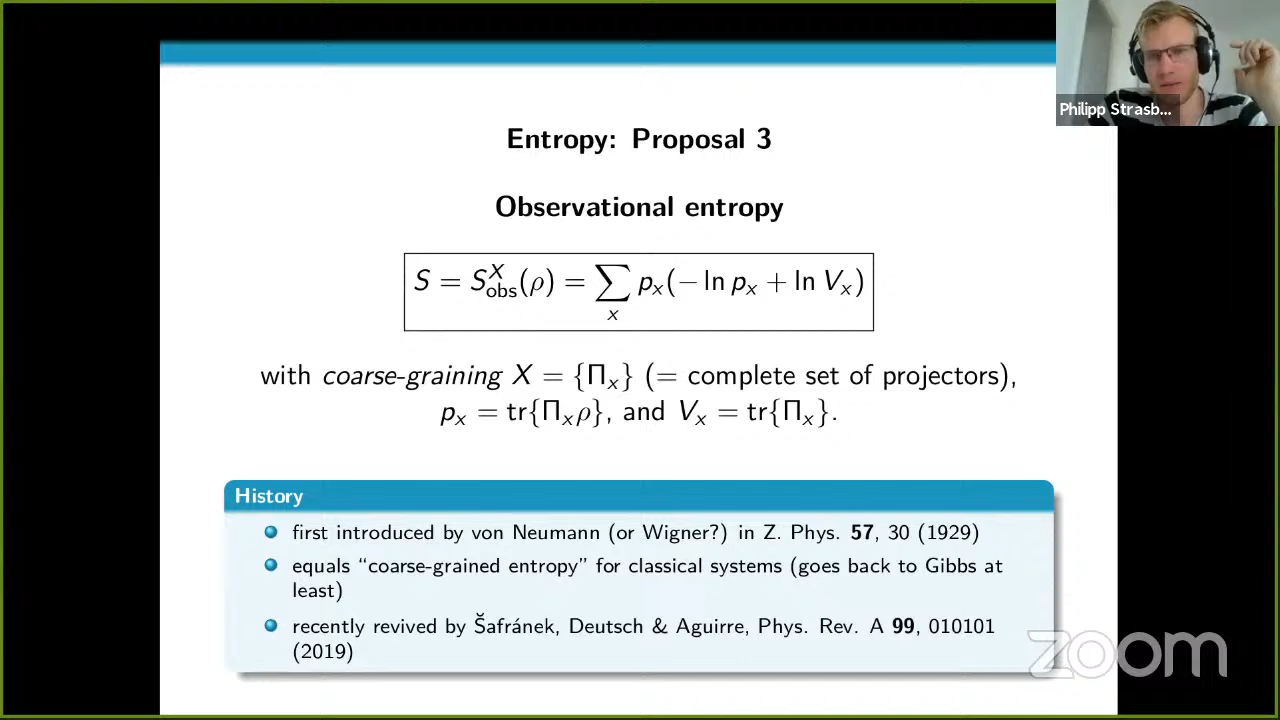 Philipp Strasb...
Entropy: Proposal 3
Observational entropy
S = S^X_obs(ρ) = ∑_x p_x(− ln p_x + ln V_x)
with coarse-graining X = {Π_x} (= complete set of projectors),
p_x = tr{Π_xρ}, and V_x = tr{Π_x}.
History
first introduced by von Neumann (or Wigner?) in Z. Phys. 57, 30 (1929)
equals “coarse-grained entropy” for classical systems (goes back to Gibbs at
least)
recently revived by S̆afránek, Deutsch & Aguirre, Phys. Rev. A 99, 010101
(2019)
zoom